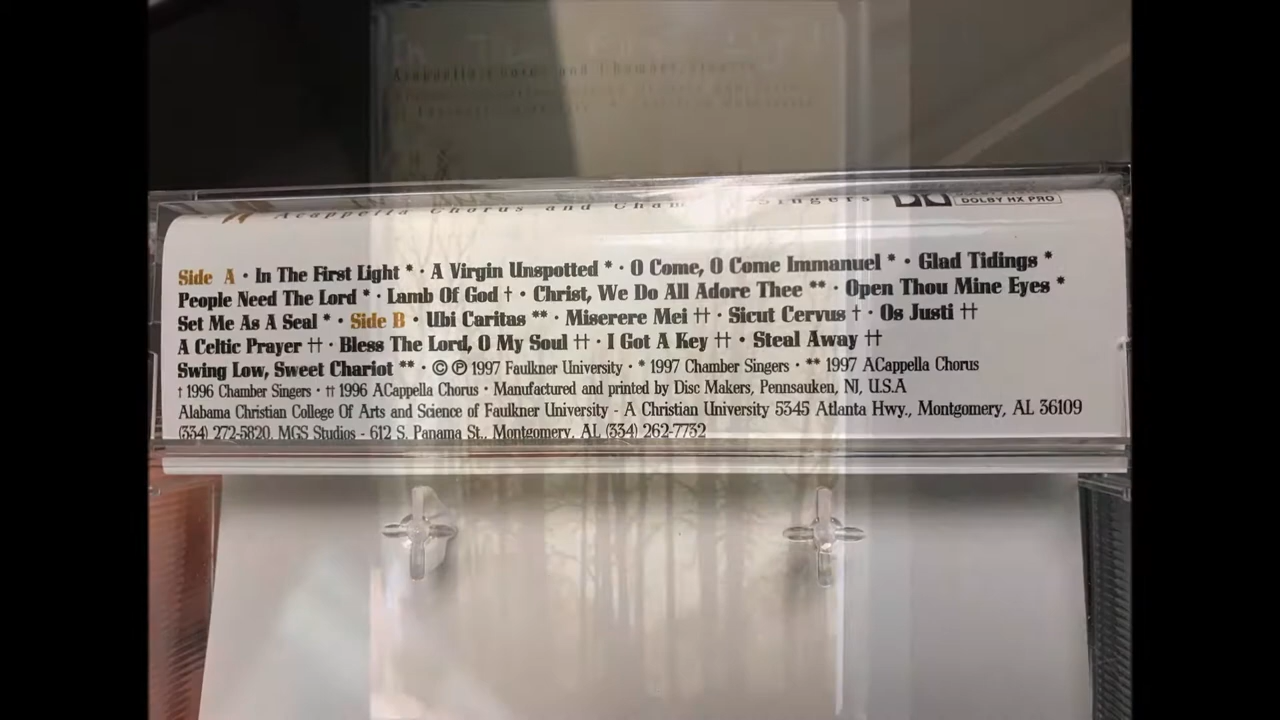 Acappella Chorus and
Acappella Chorus and Cham Singers
DOLBY HX PRO
Side A · In The First Light * · A Virgin Unspotted * · O Come, O Come Immanuel * · Glad Tidings *
People Need The Lord * · Lamb Of God † · Christ, We Do All Adore Thee ** · Open Thou Mine Eyes *
Set Me As A Seal * · Side B · Ubi Caritas ** · Miserere Mei †† · Sicut Cervus † · Os Justi ††
A Celtic Prayer †† · Bless The Lord, O My Soul †† · I Got A Key †† · Steal Away ††
Swing Low, Sweet Chariot ** · © ℗ 1997 Faulkner University · * 1997 Chamber Singers · ** 1997 ACappella Chorus
† 1996 Chamber Singers · †† 1996 ACappella Chorus · Manufactured and printed by Disc Makers, Pennsauken, NJ, U.S.A
Alabama Christian College Of Arts and Science of Faulkner University - A Christian University 5345 Atlanta Hwy., Montgomery, AL 36109
(334) 272-5820, MGS Studios - 612 S. Panama St., Montgomery, AL (334) 262-7732